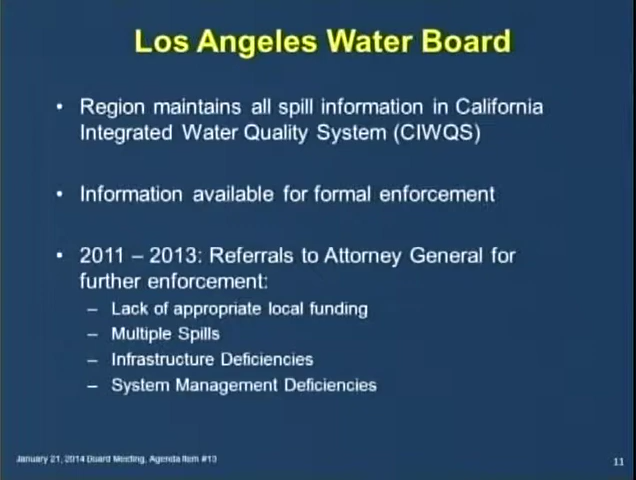 Los Angeles Water Board
• Region maintains all spill information in California
Integrated Water Quality System (CIWQS)
• Information available for formal enforcement
• 2011 – 2013: Referrals to Attorney General for
further enforcement:
– Lack of appropriate local funding
– Multiple Spills
– Infrastructure Deficiencies
– System Management Deficiencies
January 21, 2014 Board Meeting, Agenda Item #13
11